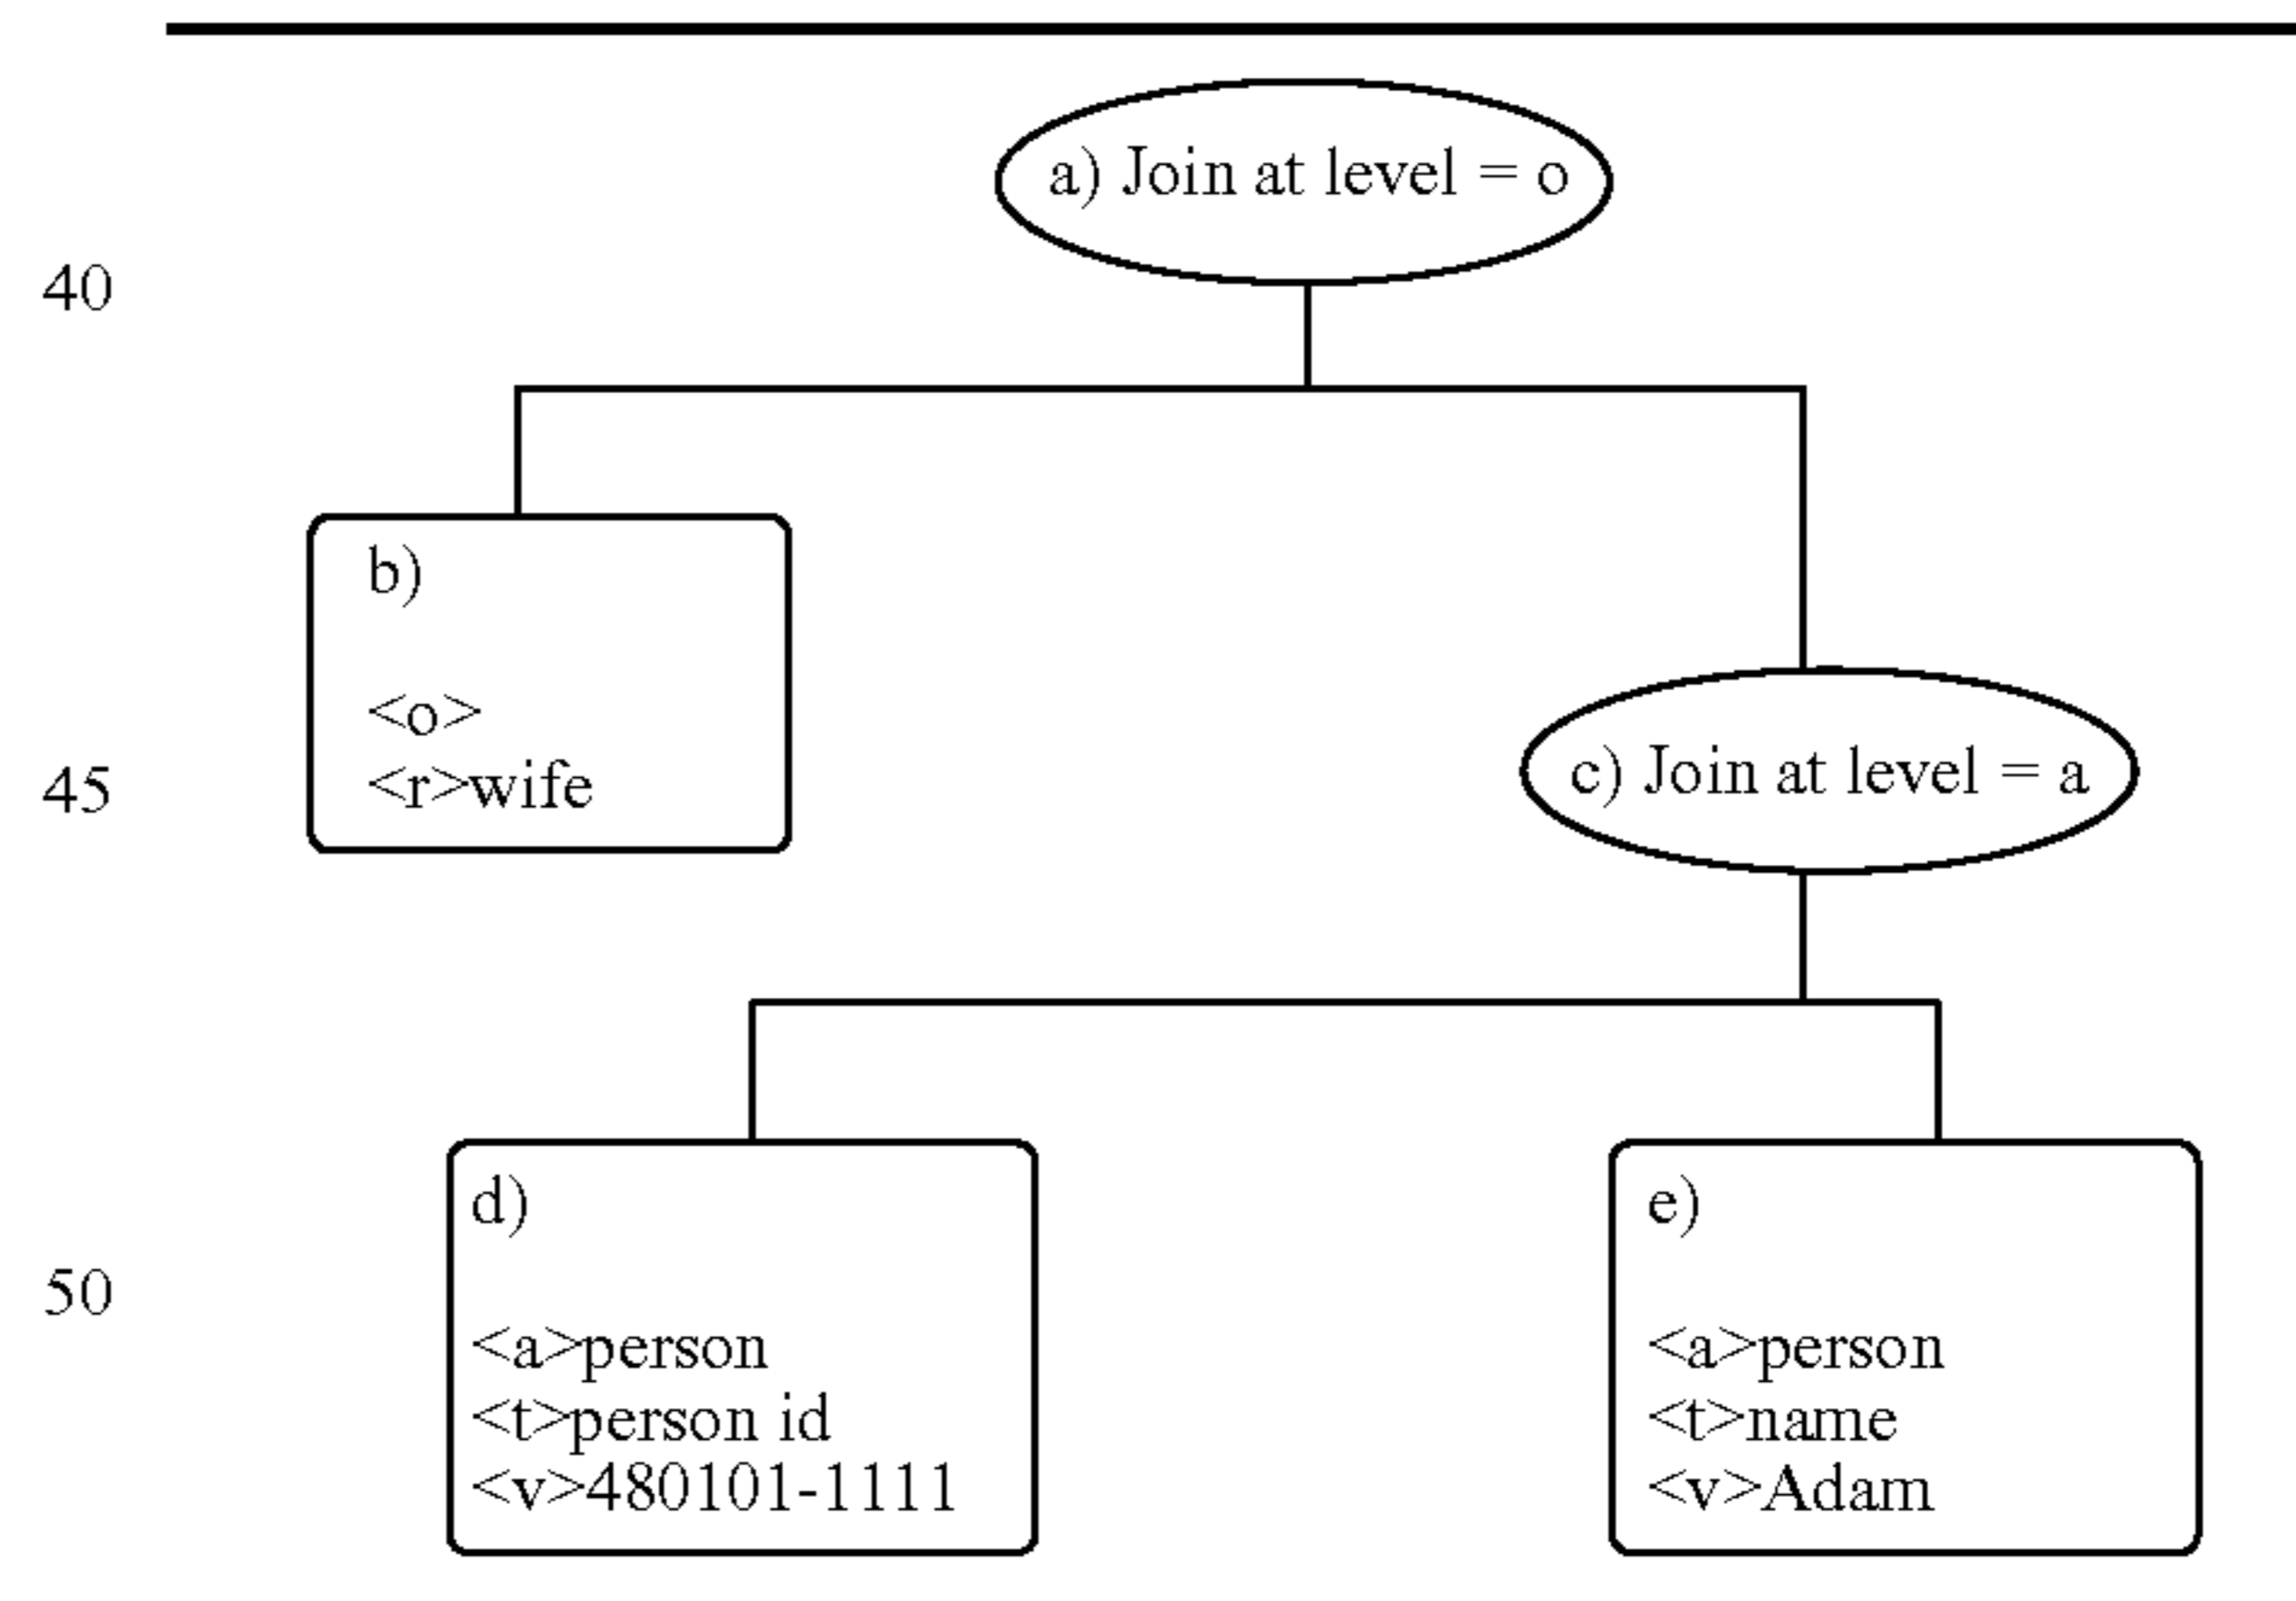 a) Join at level = o
40
b)
<o>
<r>wife
45
c) Join at level = a
d)
<a>person
<t>person id
<v>480101-1111
e)
<a>person
<t>name
<v>Adam
50